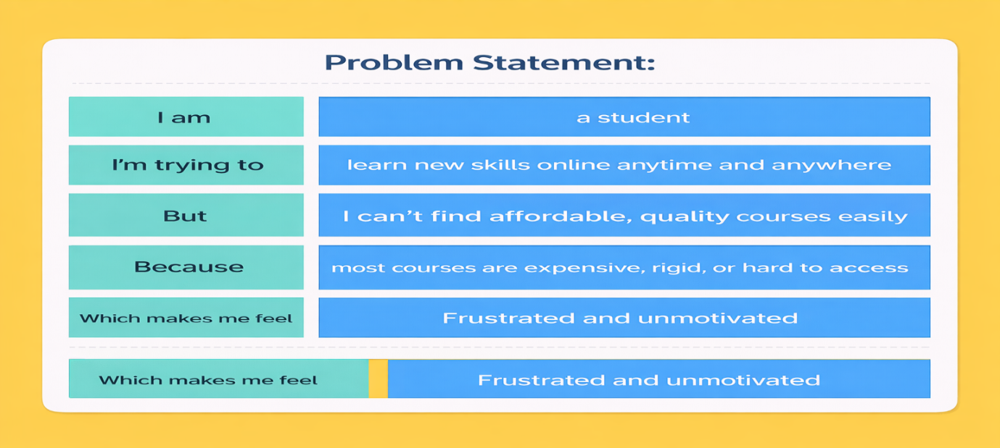 Problem Statement:
I am a student
I'm trying to learn new skills online anytime and anywhere
But I can't find affordable, quality courses easily
Because most courses are expensive, rigid, or hard to access
Which makes me feel Frustrated and unmotivated
Which makes me feel Frustrated and unmotivated